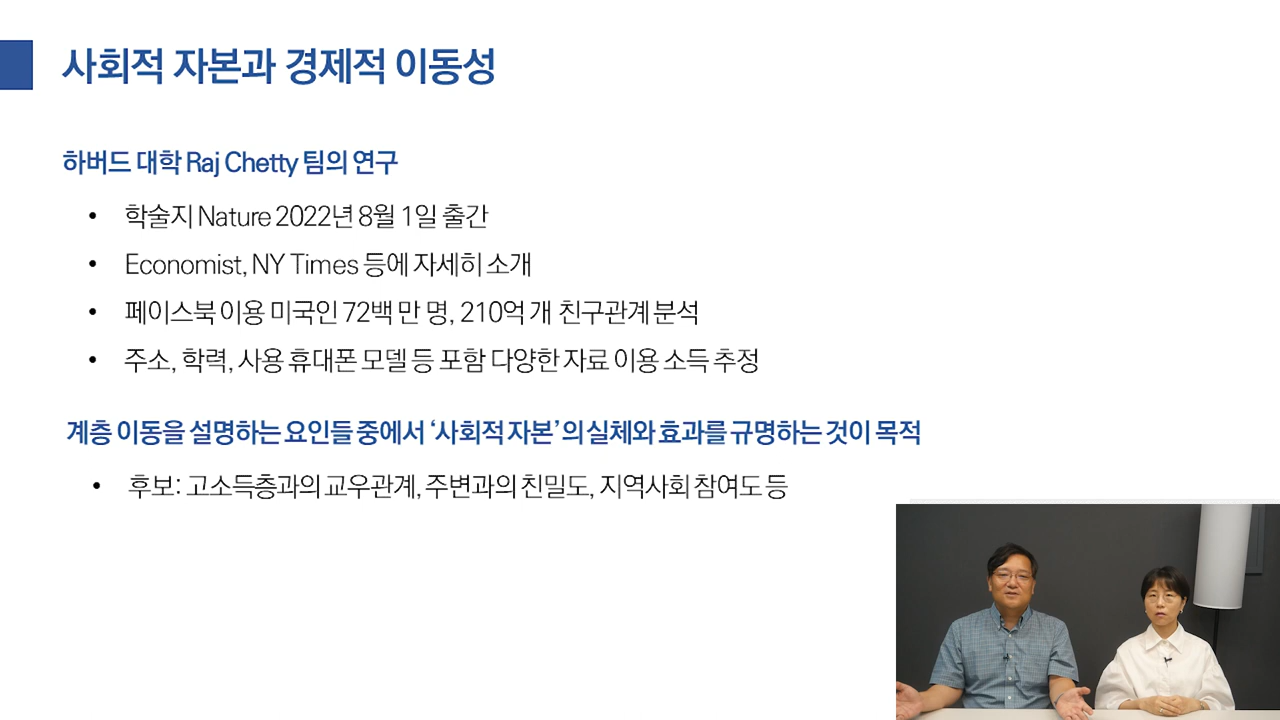 사회적 자본과 경제적 이동성
하버드 대학 Raj Chetty 팀의 연구
• 학술지 Nature 2022년 8월 1일 출간
• Economist, NY Times 등에 자세히 소개
• 페이스북 이용 미국인 72백 만 명, 210억 개 친구관계 분석
• 주소, 학력, 사용 휴대폰 모델 등 포함 다양한 자료 이용 소득 추정
계층 이동을 설명하는 요인들 중에서 ‘사회적 자본’의 실체와 효과를 규명하는 것이 목적
• 후보: 고소득층과의 교우관계, 주변과의 친밀도, 지역사회 참여도 등